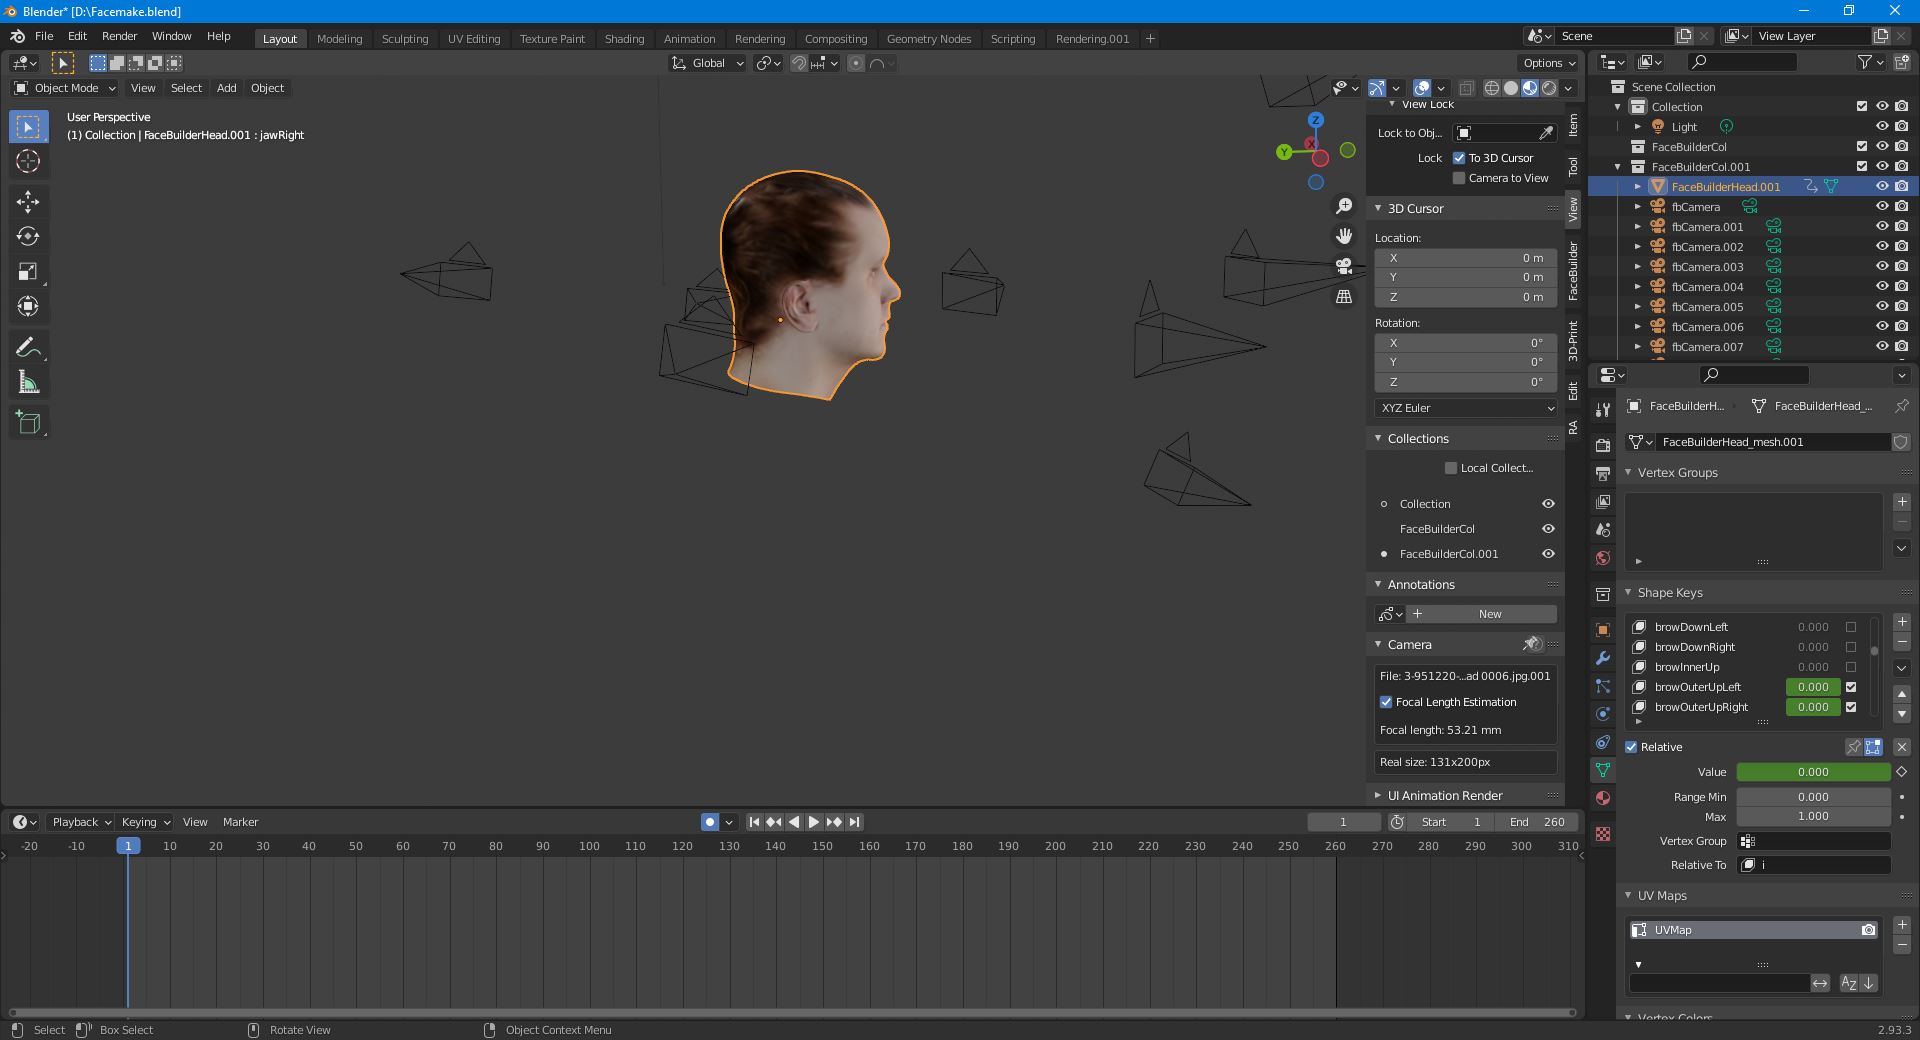 Blender* [D:\Facemake.blend]
File Edit Render Window Help
Layout Modeling Sculpting UV Editing Texture Paint Shading Animation Rendering Compositing Geometry Nodes Scripting Rendering.001 +
Scene
View Layer
Global
Options
Object Mode View Select Add Object
User Perspective
(1) Collection | FaceBuilderHead.001 : jawRight
Z
Y
X
View Lock
Lock to Obj...
Lock To 3D Cursor
Camera to View
3D Cursor
Location:
X 0 m
Y 0 m
Z 0 m
Rotation:
X 0°
Y 0°
Z 0°
XYZ Euler
Collections
Local Collect...
Collection
FaceBuilderCol
FaceBuilderCol.001
Annotations
+ New
Camera
File: 3-951220-...ad 0006.jpg.001
Focal Length Estimation
Focal length: 53.21 mm
Real size: 131x200px
UI Animation Render
Item
Tool
View
FaceBuilder
3D-Print
Edit
RA
Scene Collection
Collection
Light
FaceBuilderCol
FaceBuilderCol.001
FaceBuilderHead.001
fbCamera
fbCamera.001
fbCamera.002
fbCamera.003
fbCamera.004
fbCamera.005
fbCamera.006
fbCamera.007
FaceBuilderH... FaceBuilderHead_...
FaceBuilderHead_mesh.001
Vertex Groups
Shape Keys
browDownLeft 0.000
browDownRight 0.000
browInnerUp 0.000
browOuterUpLeft 0.000
browOuterUpRight 0.000
Relative
Value 0.000
Range Min 0.000
Max 1.000
Vertex Group
Relative To i
UV Maps
UVMap
Vertex Colors
Playback Keying View Marker
1 Start 1 End 260
-20 -10 1 10 20 30 40 50 60 70 80 90 100 110 120 130 140 150 160 170 180 190 200 210 220 230 240 250 260 270 280 290 300 310
Select Box Select Rotate View Object Context Menu
2.93.3